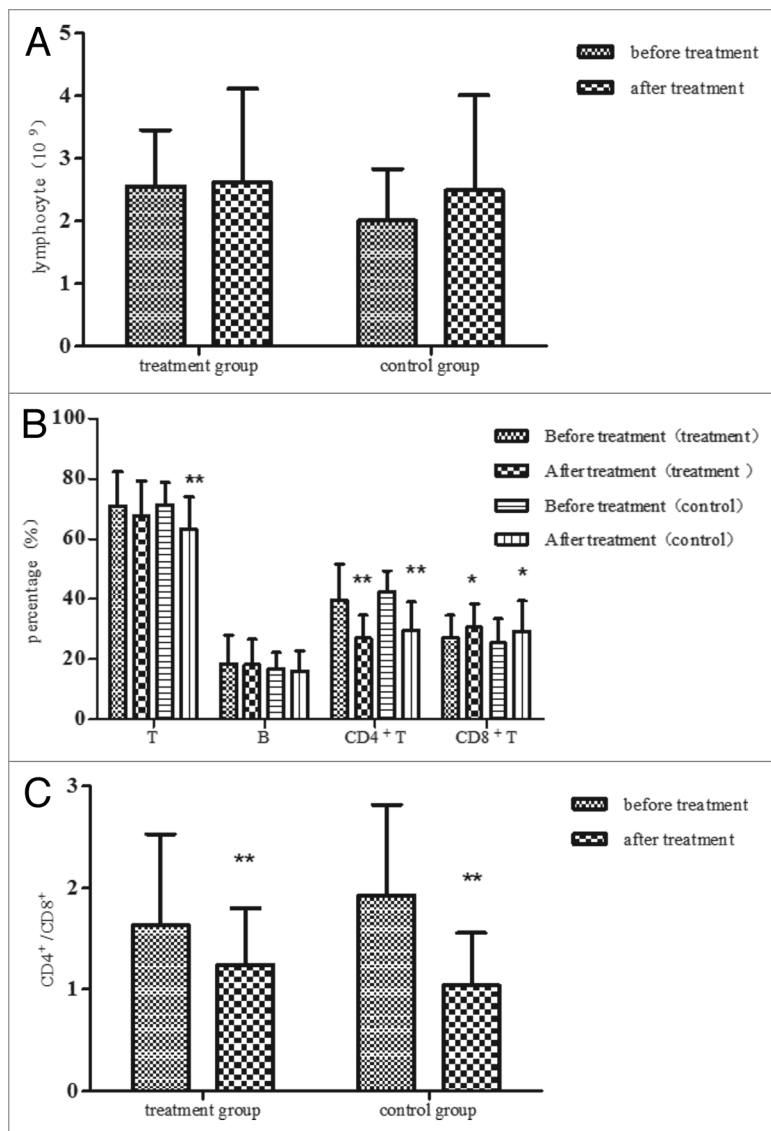 A
5
4
3
2
1
0
lymphocyte (10⁹)
before treatment
after treatment
treatment group
control group
B
100
80
60
40
20
0
percentage (%)
Before treatment (treatment)
After treatment (treatment )
Before treatment (control)
After treatment (control)
**
**
**
*
*
T
B
CD4⁺T
CD8⁺T
C
3
2
1
0
CD4⁺/CD8⁺
before treatment
after treatment
**
**
treatment group
control group